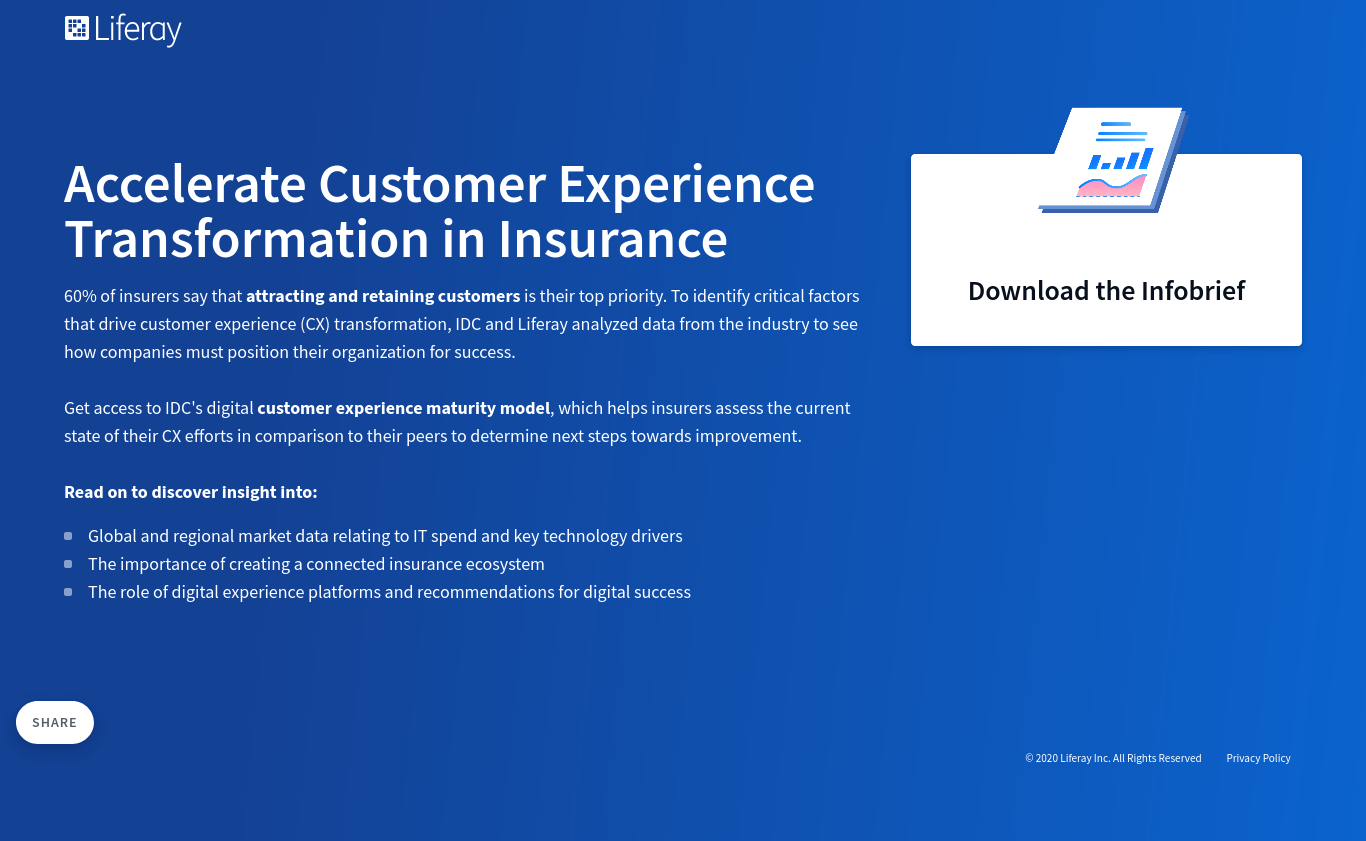 Liferay
Accelerate Customer Experience
Transformation in Insurance
60% of insurers say that attracting and retaining customers is their top priority. To identify critical factors
that drive customer experience (CX) transformation, IDC and Liferay analyzed data from the industry to see
how companies must position their organization for success.
Get access to IDC's digital customer experience maturity model, which helps insurers assess the current
state of their CX efforts in comparison to their peers to determine next steps towards improvement.
Read on to discover insight into:
Global and regional market data relating to IT spend and key technology drivers
The importance of creating a connected insurance ecosystem
The role of digital experience platforms and recommendations for digital success
Download the Infobrief
SHARE
© 2020 Liferay Inc. All Rights Reserved Privacy Policy